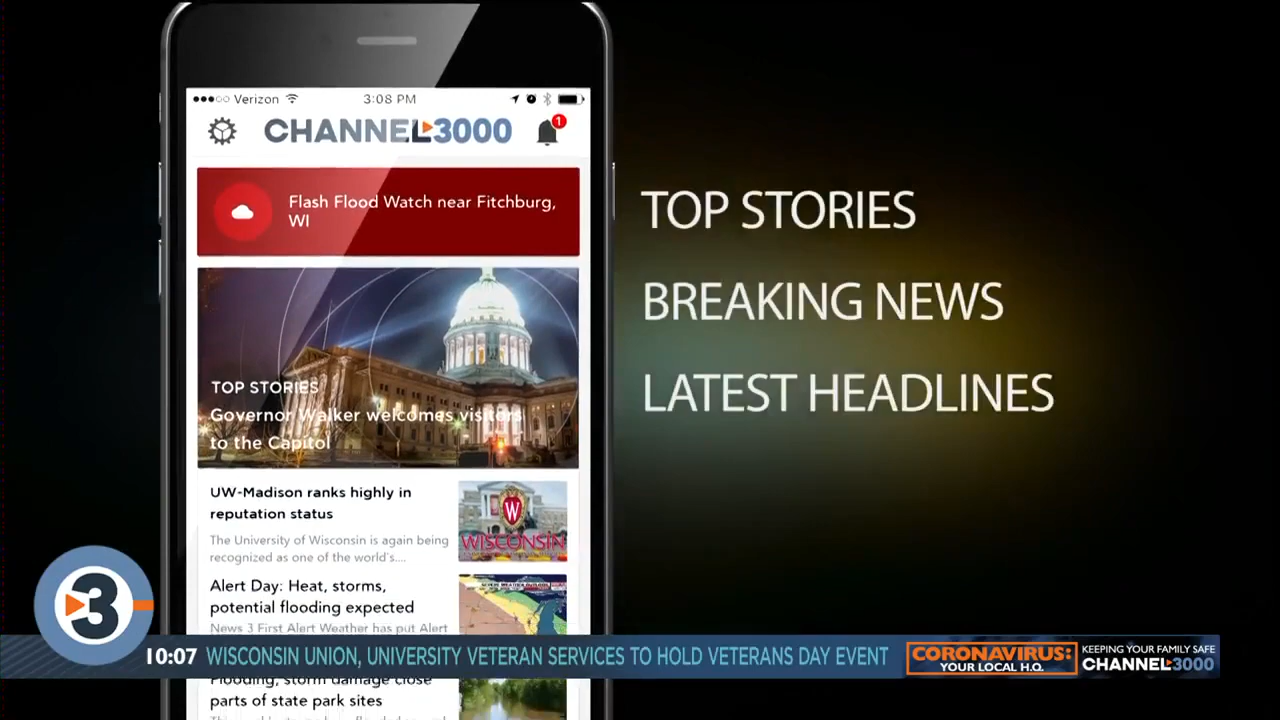 Verizon 3:08 PM
CHANNEL3000
1
Flash Flood Watch near Fitchburg,
WI
TOP STORIES
Governor Walker welcomes visitors
to the Capitol
UW-Madison ranks highly in
reputation status
The University of Wisconsin is again being
recognized as one of the world's....
W
WISCONSIN
Alert Day: Heat, storms,
potential flooding expected
News 3 First Alert Weather has put Alert
Flooding, storm damage close
parts of state park sites
TOP STORIES
BREAKING NEWS
LATEST HEADLINES
3
10:07 WISCONSIN UNION, UNIVERSITY VETERAN SERVICES TO HOLD VETERANS DAY EVENT
CORONAVIRUS:
YOUR LOCAL H.Q.
KEEPING YOUR FAMILY SAFE
CHANNEL3000